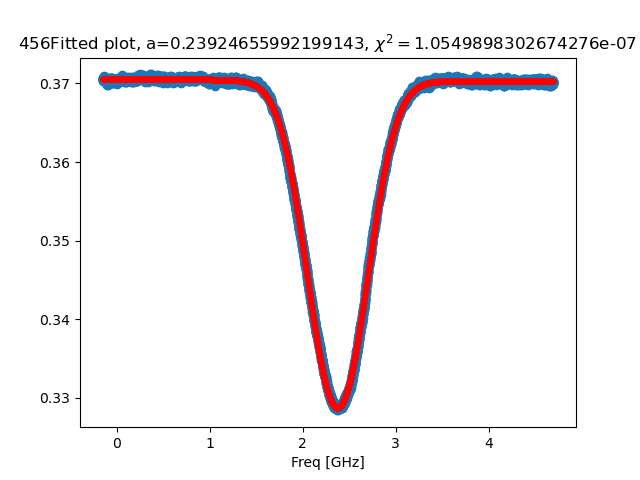 456Fitted plot, a=0.23924655992199143, χ² = 1.0549898302674276e-07
0.37
0.36
0.35
0.34
0.33
0 1 2 3 4
Freq [GHz]